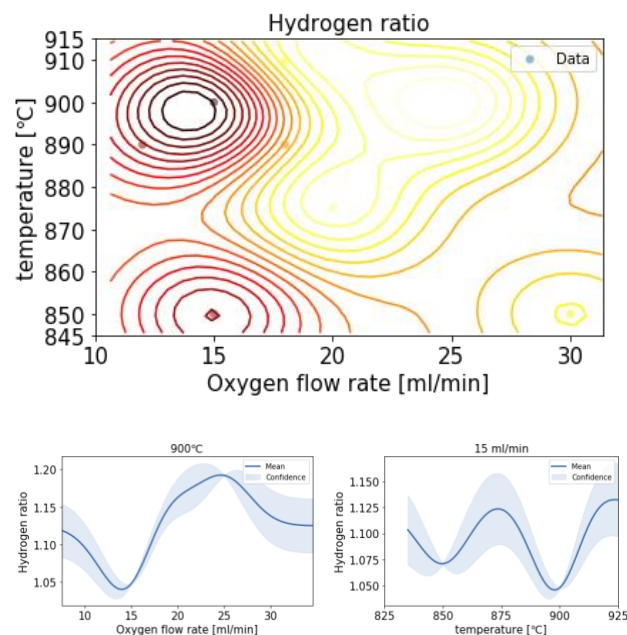 Hydrogen ratio
915
910
900
890
880
870
860
850
845
temperature [℃]
Data
10 15 20 25 30
Oxygen flow rate [ml/min]
900℃
1.20
1.15
1.10
1.05
Hydrogen ratio
Mean
Confidence
10 15 20 25 30
Oxygen flow rate [ml/min]
15 ml/min
1.150
1.125
1.100
1.075
1.050
Hydrogen ratio
Mean
Confidence
825 850 875 900 925
temperature [℃]